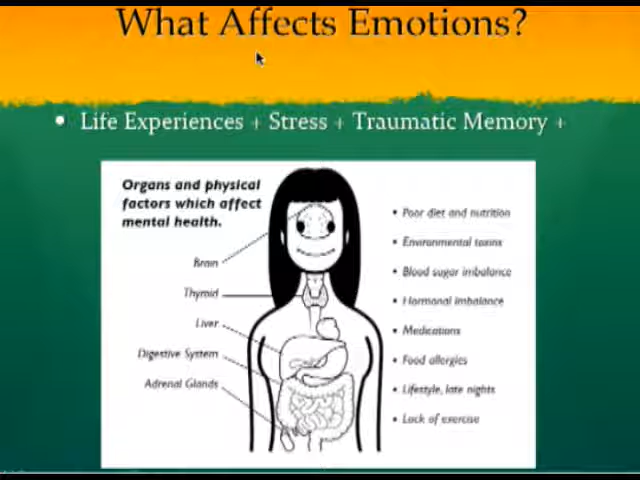 What Affects Emotions?
• Life Experiences + Stress + Traumatic Memory +
Organs and physical
factors which affect
mental health.
Brain
Thyroid
Liver
Digestive System
Adrenal Glands
• Poor diet and nutrition
• Environmental toxins
• Blood sugar imbalance
• Hormonal imbalance
• Medications
• Food allergies
• Lifestyle, late nights
• Lack of exercise